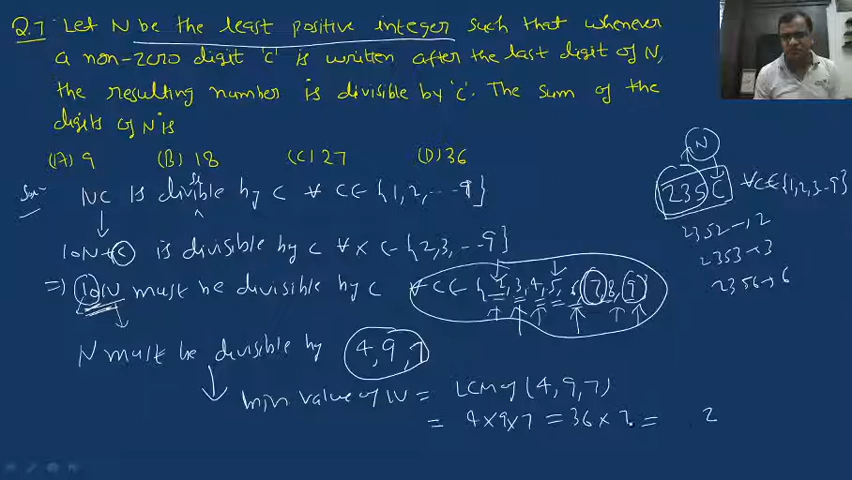 Q.7 Let N be the least positive integer such that whenever
a non-zero digit 'c' is written after the last digit of N,
the resulting number is divisible by 'c'. The sum of the
digits of N is
(A) 9 (B) 18 (C) 27 (D) 36
Sol NC is divisible by C ∀ C ∈ {1,2,---9}
10N+C is divisible by C ∀ C ∈ {2,3,---9}
=> 10N must be divisible by C ∀ C ∈ {2,3,4,5,6,7,8,9}
N must be divisible by 4,9,7
min value of N = LCM of (4,9,7)
= 4×9×7 = 36×7 = 2
N
235C ∀ C ∈ {1,2,3--9}
2352→2
2353→3
2356→6